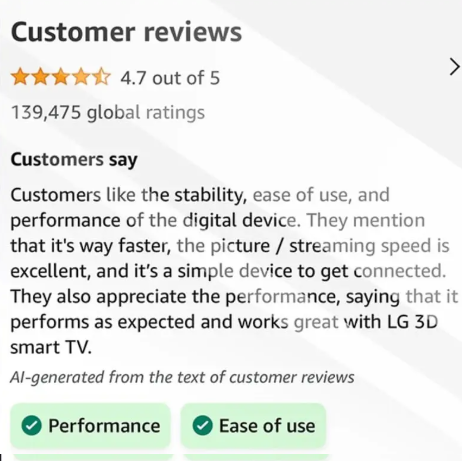 Customer reviews
4.7 out of 5
139,475 global ratings
Customers say
Customers like the stability, ease of use, and
performance of the digital device. They mention
that it's way faster, the picture / streaming speed is
excellent, and it's a simple device to get connected.
They also appreciate the performance, saying that it
performs as expected and works great with LG 3D
smart TV.
AI-generated from the text of customer reviews
Performance
Ease of use